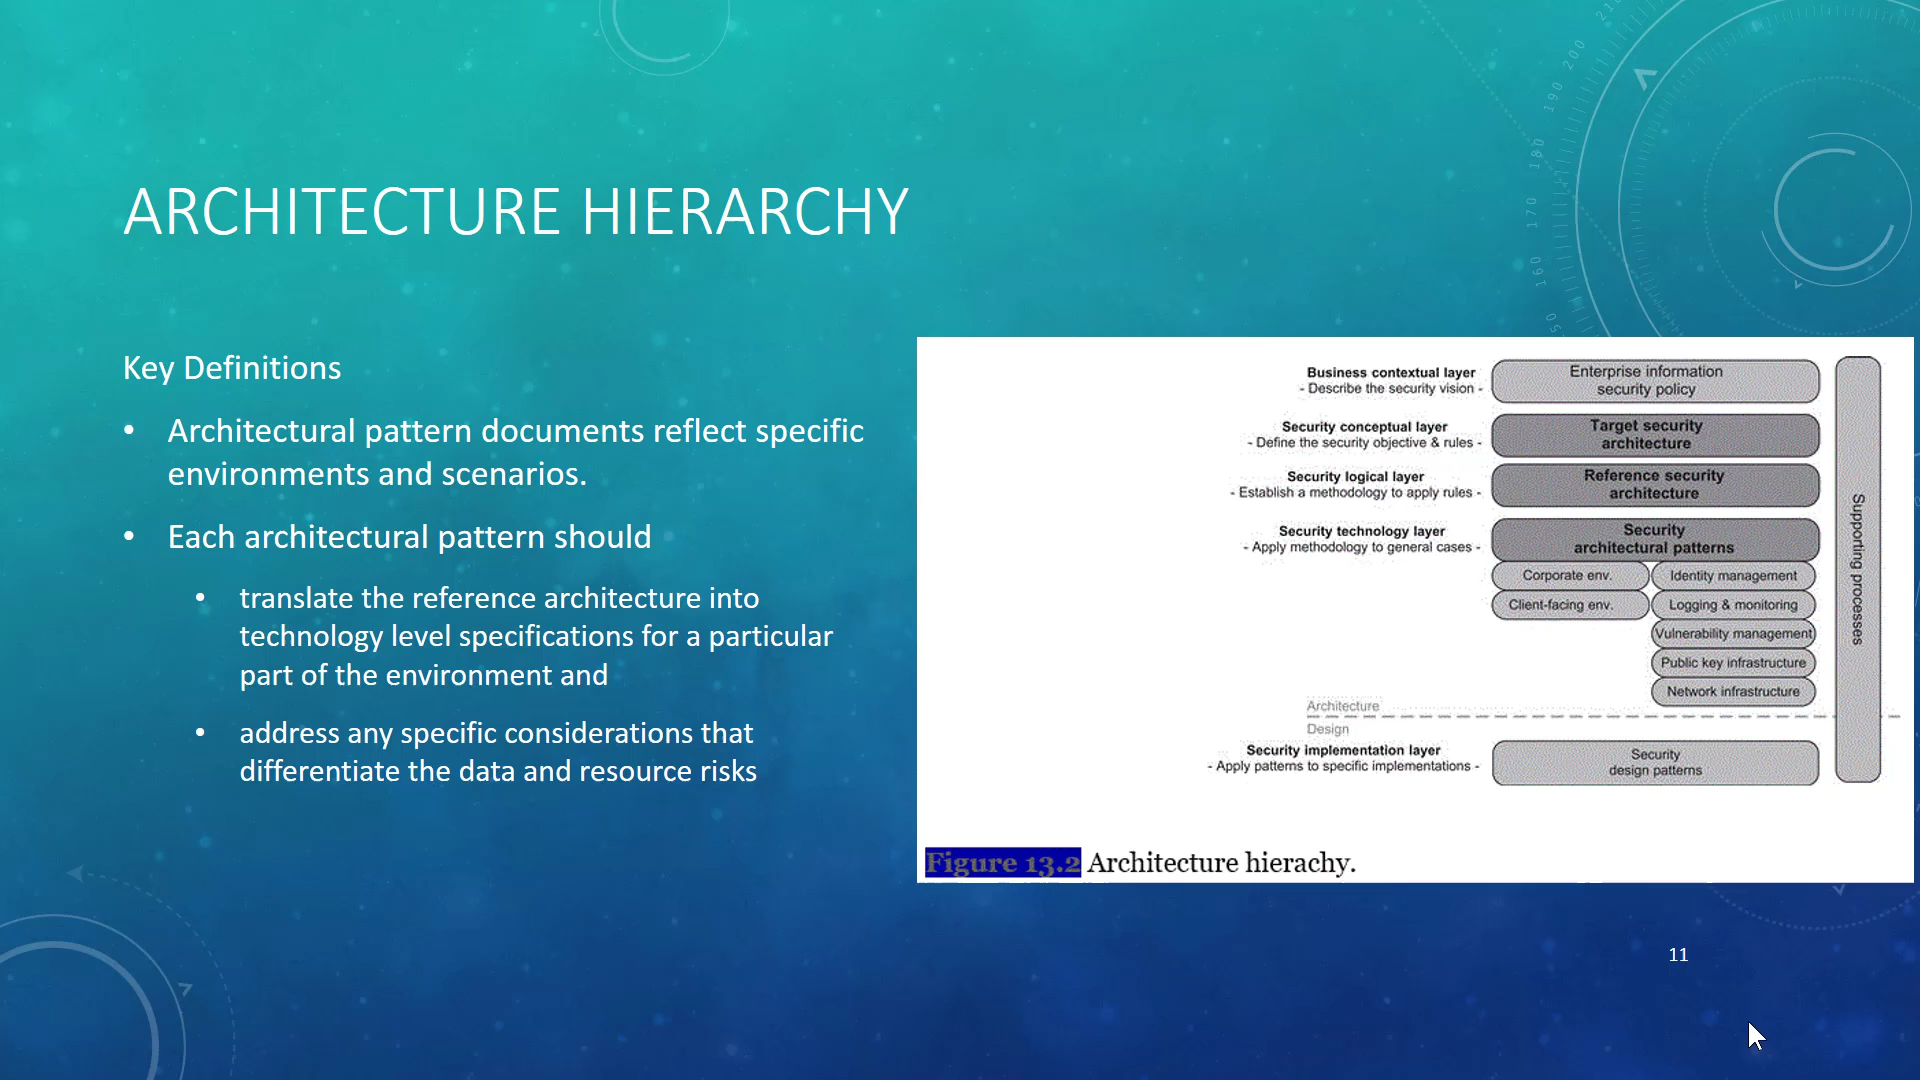 ARCHITECTURE HIERARCHY
Key Definitions
• Architectural pattern documents reflect specific
environments and scenarios.
• Each architectural pattern should
• translate the reference architecture into
technology level specifications for a particular
part of the environment and
• address any specific considerations that
differentiate the data and resource risks
Business contextual layer
- Describe the security vision -
Enterprise information
security policy
Security conceptual layer
- Define the security objective & rules -
Target security
architecture
Security logical layer
- Establish a methodology to apply rules -
Reference security
architecture
Security technology layer
- Apply methodology to general cases -
Security
architectural patterns
Corporate env.
Client-facing env.
Identity management
Logging & monitoring
Vulnerability management
Public key infrastructure
Network infrastructure
Architecture
Design
Security implementation layer
- Apply patterns to specific implementations -
Security
design patterns
Supporting processes
Figure 13.2 Architecture hierachy.
11
160
170
180
190
200